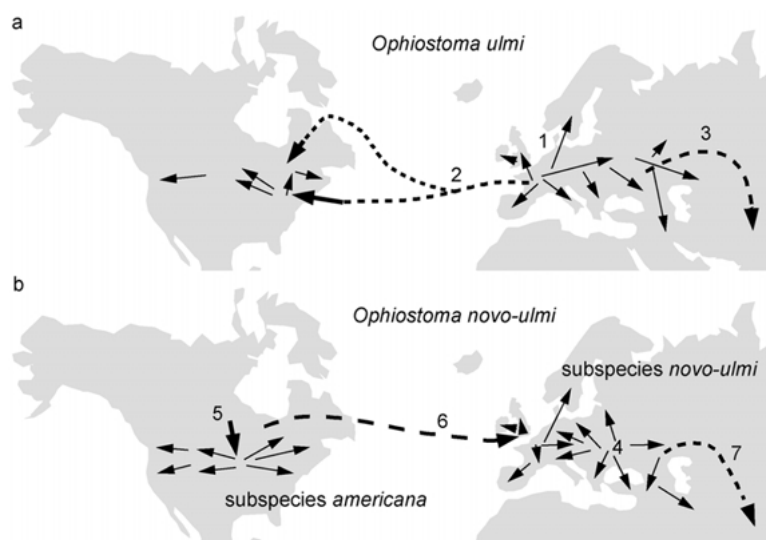 a
Ophiostoma ulmi
1
3
2
b
Ophiostoma novo-ulmi
subspecies novo-ulmi
5
6
4
7
subspecies americana